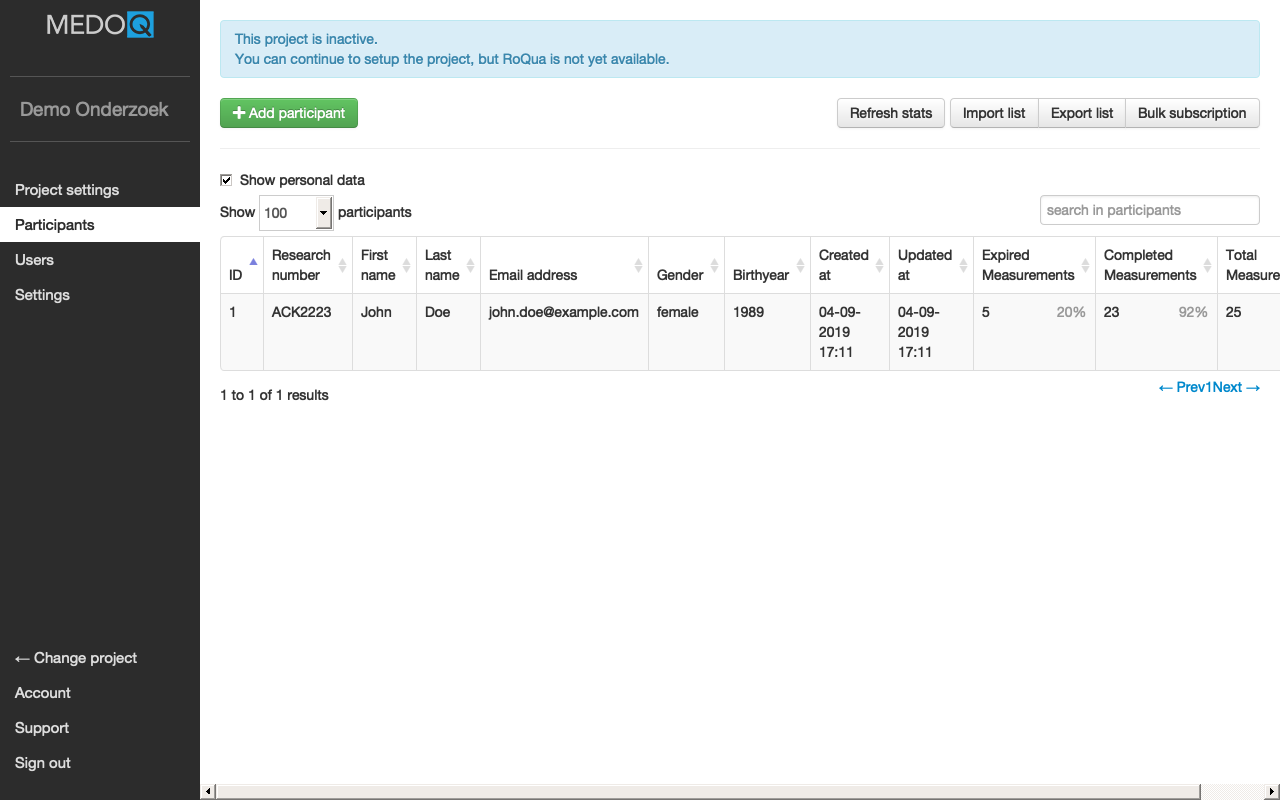 MEDOQ
Demo Onderzoek
Project settings
Participants
Users
Settings
← Change project
Account
Support
Sign out
This project is inactive.
You can continue to setup the project, but RoQua is not yet available.
Add participant
Refresh stats
Import list
Export list
Bulk subscription
Show personal data
Show 100 participants
search in participants
ID
Research
number
First
name
Last
name
Email address
Gender
Birthyear
Created
at
Updated
at
Expired
Measurements
Completed
Measurements
Total
Measure
1
ACK2223
John
Doe
john.doe@example.com
female
1989
04-09-
2019
17:11
04-09-
2019
17:11
5 20%
23 92%
25
1 to 1 of 1 results
← Prev1Next →